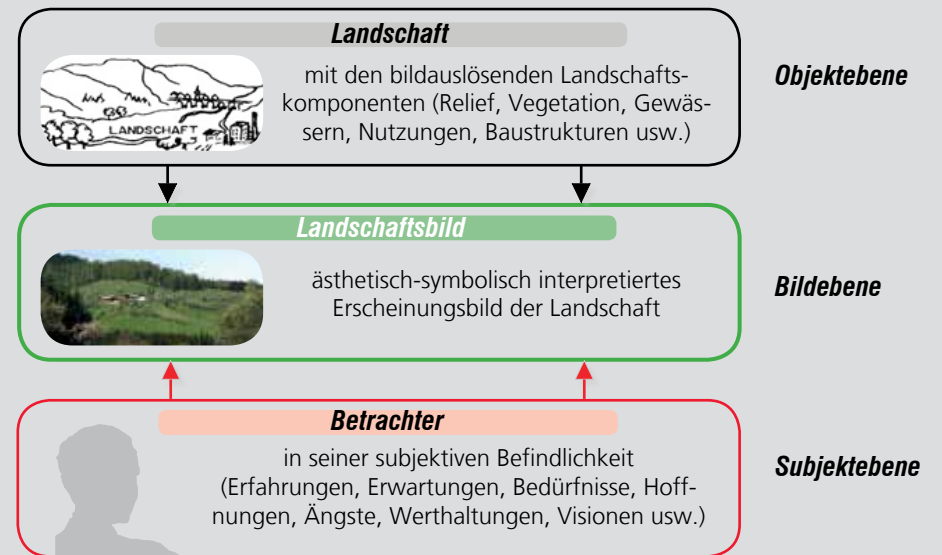 Landschaft
LANDSCHAFT
mit den bildauslösenden Landschafts-
komponenten (Relief, Vegetation, Gewäs-
sern, Nutzungen, Baustrukturen usw.)
Objektebene
Landschaftsbild
ästhetisch-symbolisch interpretiertes
Erscheinungsbild der Landschaft
Bildebene
Betrachter
in seiner subjektiven Befindlichkeit
(Erfahrungen, Erwartungen, Bedürfnisse, Hoff-
nungen, Ängste, Werthaltungen, Visionen usw.)
Subjektebene